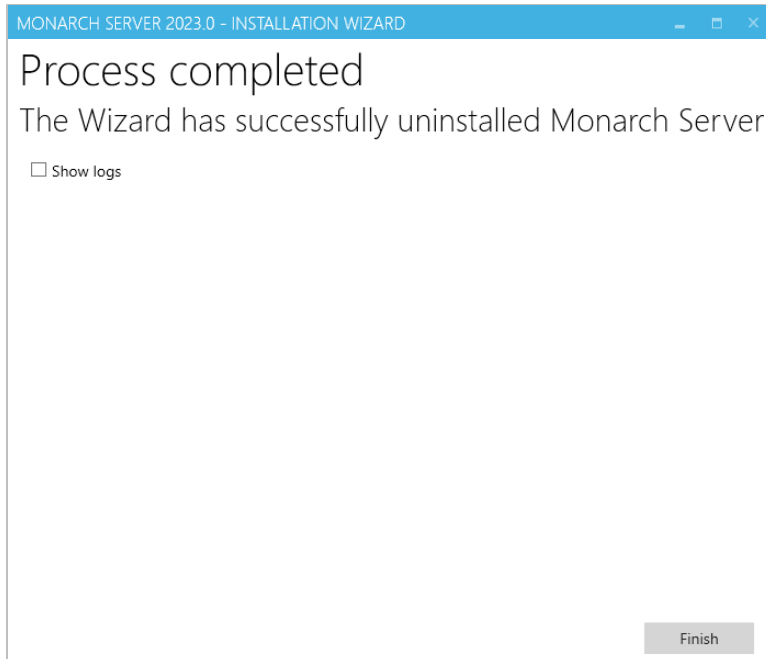 MONARCH SERVER 2023.0 - INSTALLATION WIZARD
Process completed
The Wizard has successfully uninstalled Monarch Server
Show logs
Finish